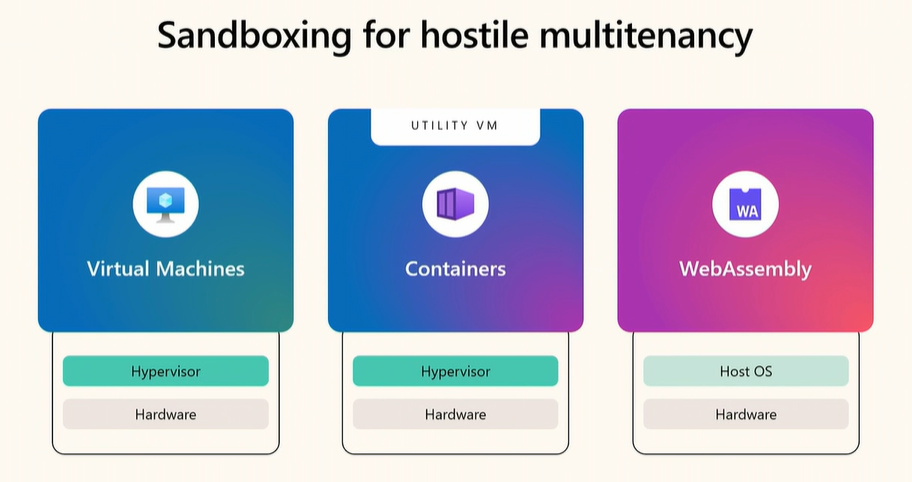 Sandboxing for hostile multitenancy
UTILITY VM
WA
Virtual Machines
Containers
WebAssembly
Hypervisor
Hypervisor
Host OS
Hardware
Hardware
Hardware